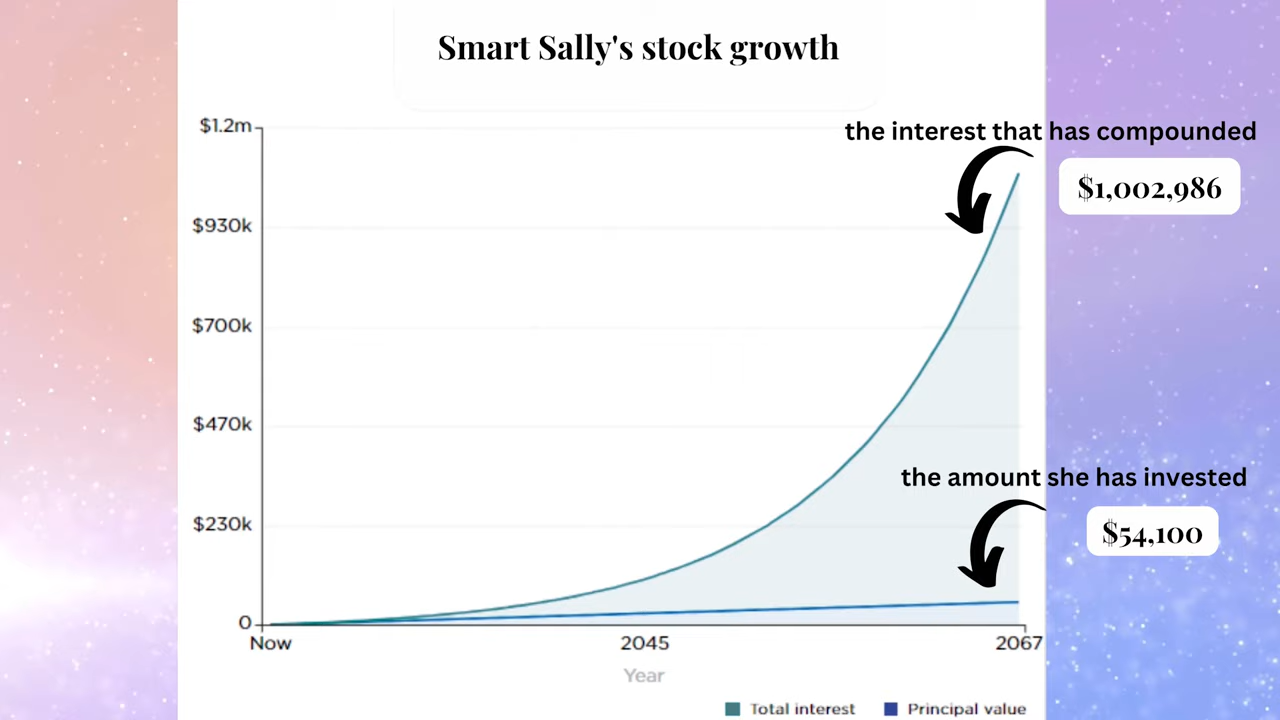 Smart Sally's stock growth
$1.2m
the interest that has compounded
$1,002,986
$930k
$700k
$470k
the amount she has invested
$54,100
$230k
0
Now 2045 2067
Year
Total interest Principal value